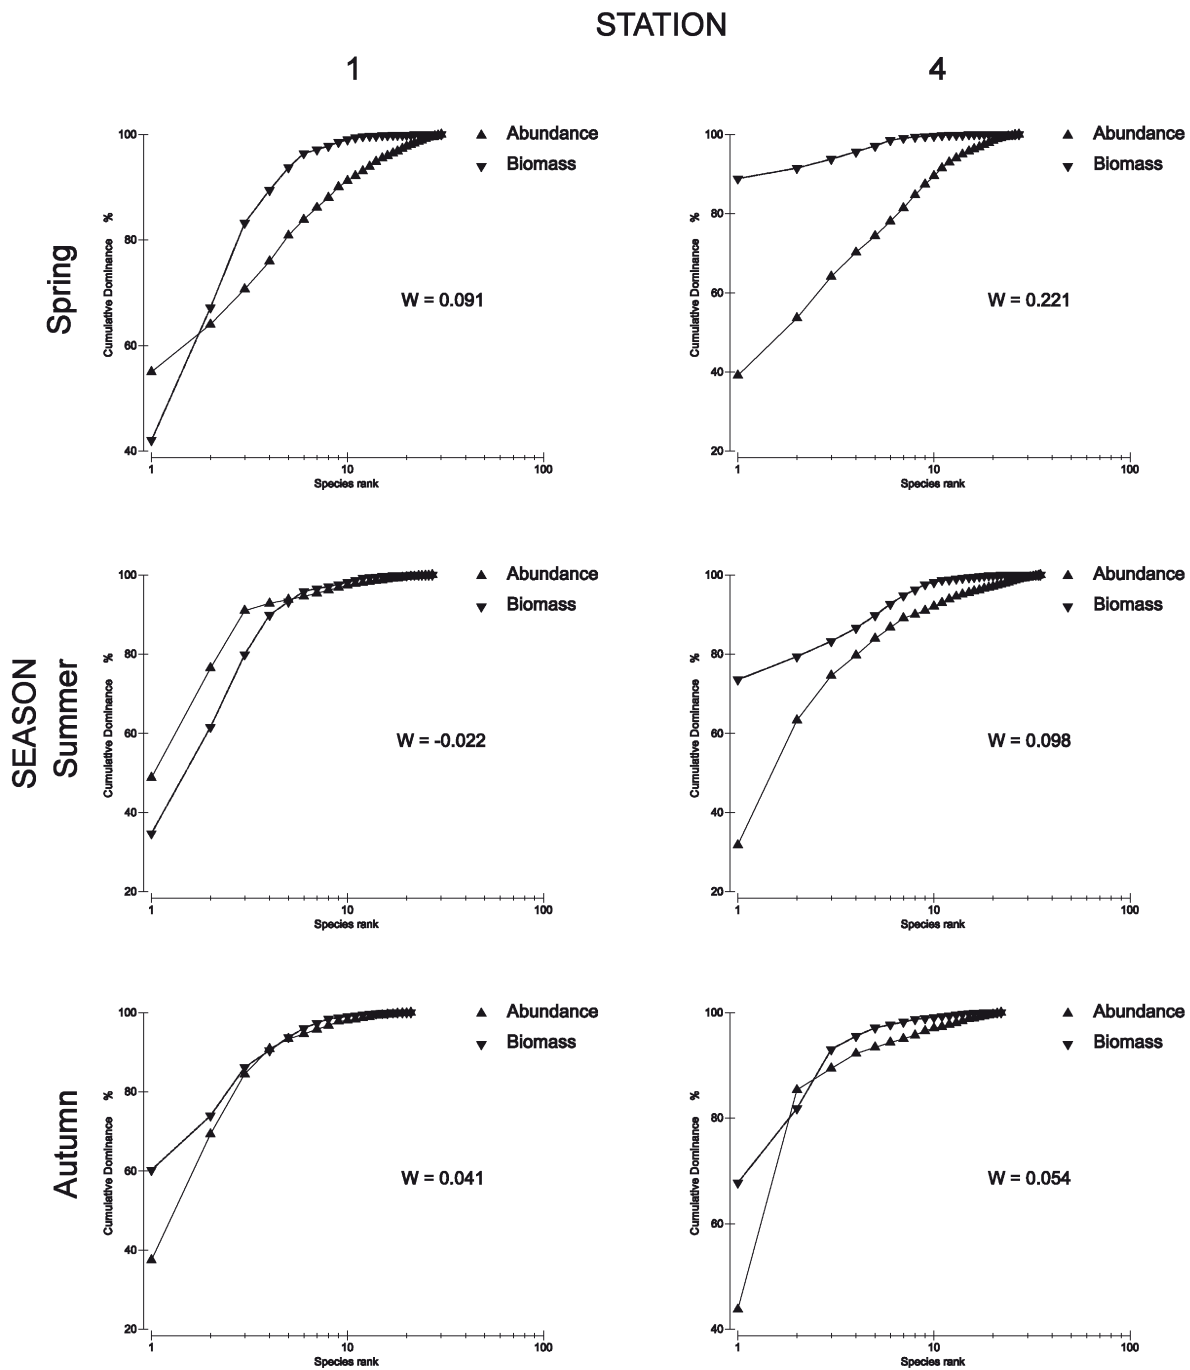 STATION
1
4
100
80
60
40
Cumulative Dominance %
1
10
100
Species rank
Abundance
Biomass
W = 0.091
100
80
60
40
20
Cumulative Dominance %
1
10
100
Species rank
Abundance
Biomass
W = 0.221
Spring
100
80
60
40
20
Cumulative Dominance %
1
10
100
Species rank
Abundance
Biomass
W = -0.022
100
80
60
40
20
Cumulative Dominance %
1
10
100
Species rank
Abundance
Biomass
W = 0.098
SEASON
Summer
100
80
60
40
20
Cumulative Dominance %
1
10
100
Species rank
Abundance
Biomass
W = 0.041
100
80
60
40
Cumulative Dominance %
1
10
100
Species rank
Abundance
Biomass
W = 0.054
Autumn